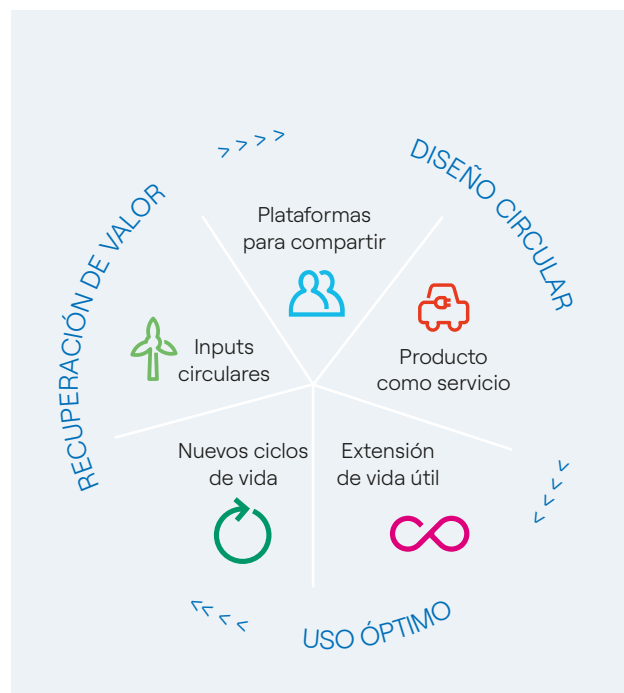 DISEÑO CIRCULAR
RECUPERACIÓN DE VALOR
Plataformas
para compartir
Inputs
circulares
Producto
como servicio
Nuevos ciclos
de vida
Extensión
de vida útil
USO ÓPTIMO